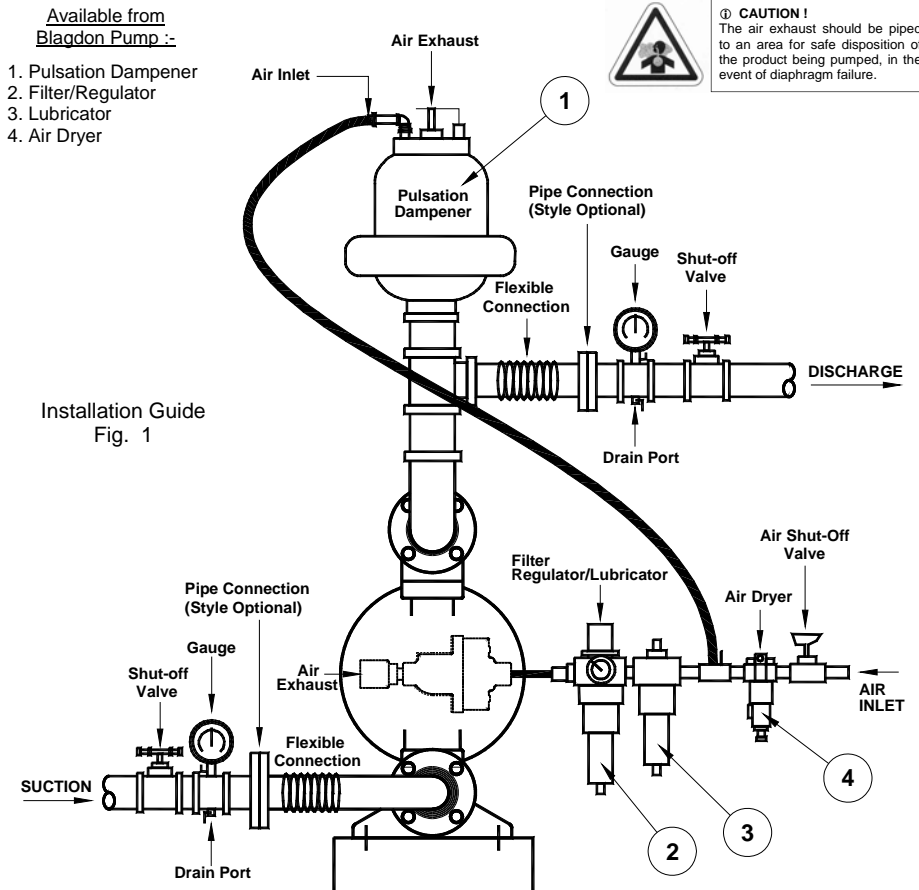 Available from
Blagdon Pump :-
1. Pulsation Dampener
2. Filter/Regulator
3. Lubricator
4. Air Dryer
CAUTION !
The air exhaust should be piped
to an area for safe disposition of
the product being pumped, in the
event of diaphragm failure.
Air Exhaust
Air Inlet
1
Pulsation
Dampener
Pipe Connection
(Style Optional)
Gauge
Shut-off
Valve
Flexible
Connection
DISCHARGE
Drain Port
Installation Guide
Fig. 1
Filter
Regulator/Lubricator
Air Shut-Off
Valve
Air Dryer
Pipe Connection
(Style Optional)
Gauge
Shut-off
Valve
Air
Exhaust
AIR
INLET
Flexible
Connection
SUCTION
Drain Port
2
3
4